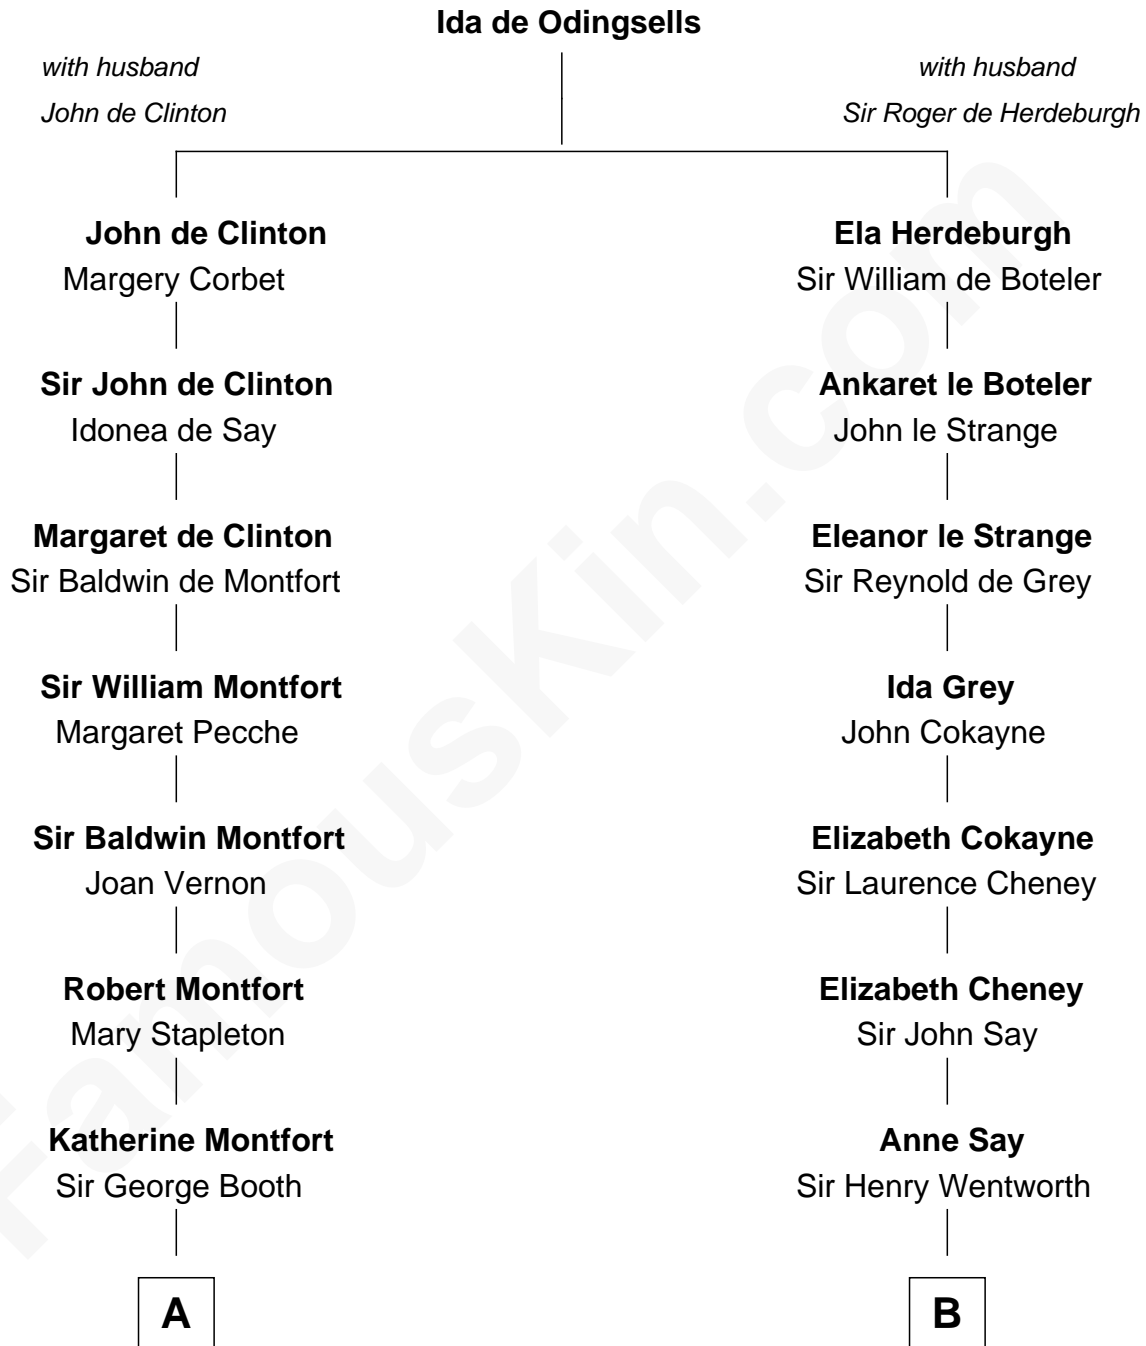 Ida de Odingsells
with husband
John de Clinton
with husband
Sir Roger de Herdeburgh
John de Clinton
Margery Corbet
Ela Herdeburgh
Sir William de Boteler
Sir John de Clinton
Idonea de Say
Ankaret le Boteler
John le Strange
Margaret de Clinton
Sir Baldwin de Montfort
Eleanor le Strange
Sir Reynold de Grey
Sir William Montfort
Margaret Pecche
Ida Grey
John Cokayne
Sir Baldwin Montfort
Joan Vernon
Elizabeth Cokayne
Sir Laurence Cheney
Robert Montfort
Mary Stapleton
Elizabeth Cheney
Sir John Say
Katherine Montfort
Sir George Booth
Anne Say
Sir Henry Wentworth
A
B
FamousKin.com